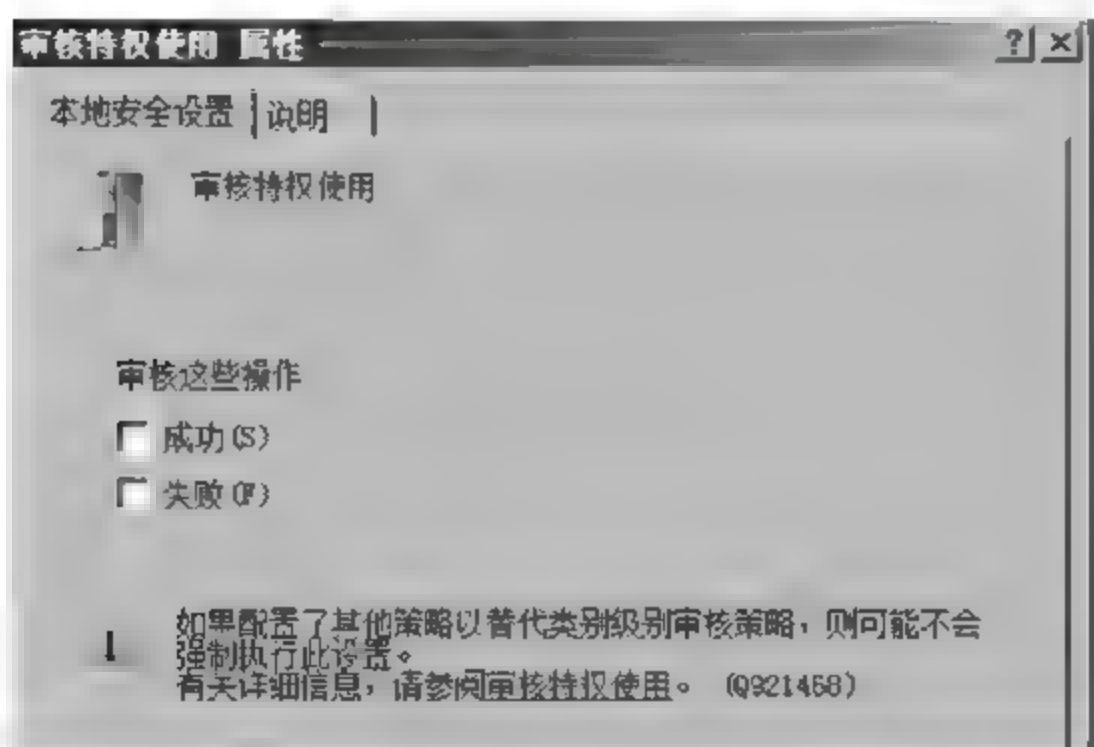 审核特权使用 属性
本地安全设置 说明
审核特权使用
审核这些操作
成功(S)
失败(F)
如果配置了其他策略以替代类别级别审核策略，则可能不会
强制执行此设置。
有关详细信息，请参阅审核特权使用。 (Q921468)